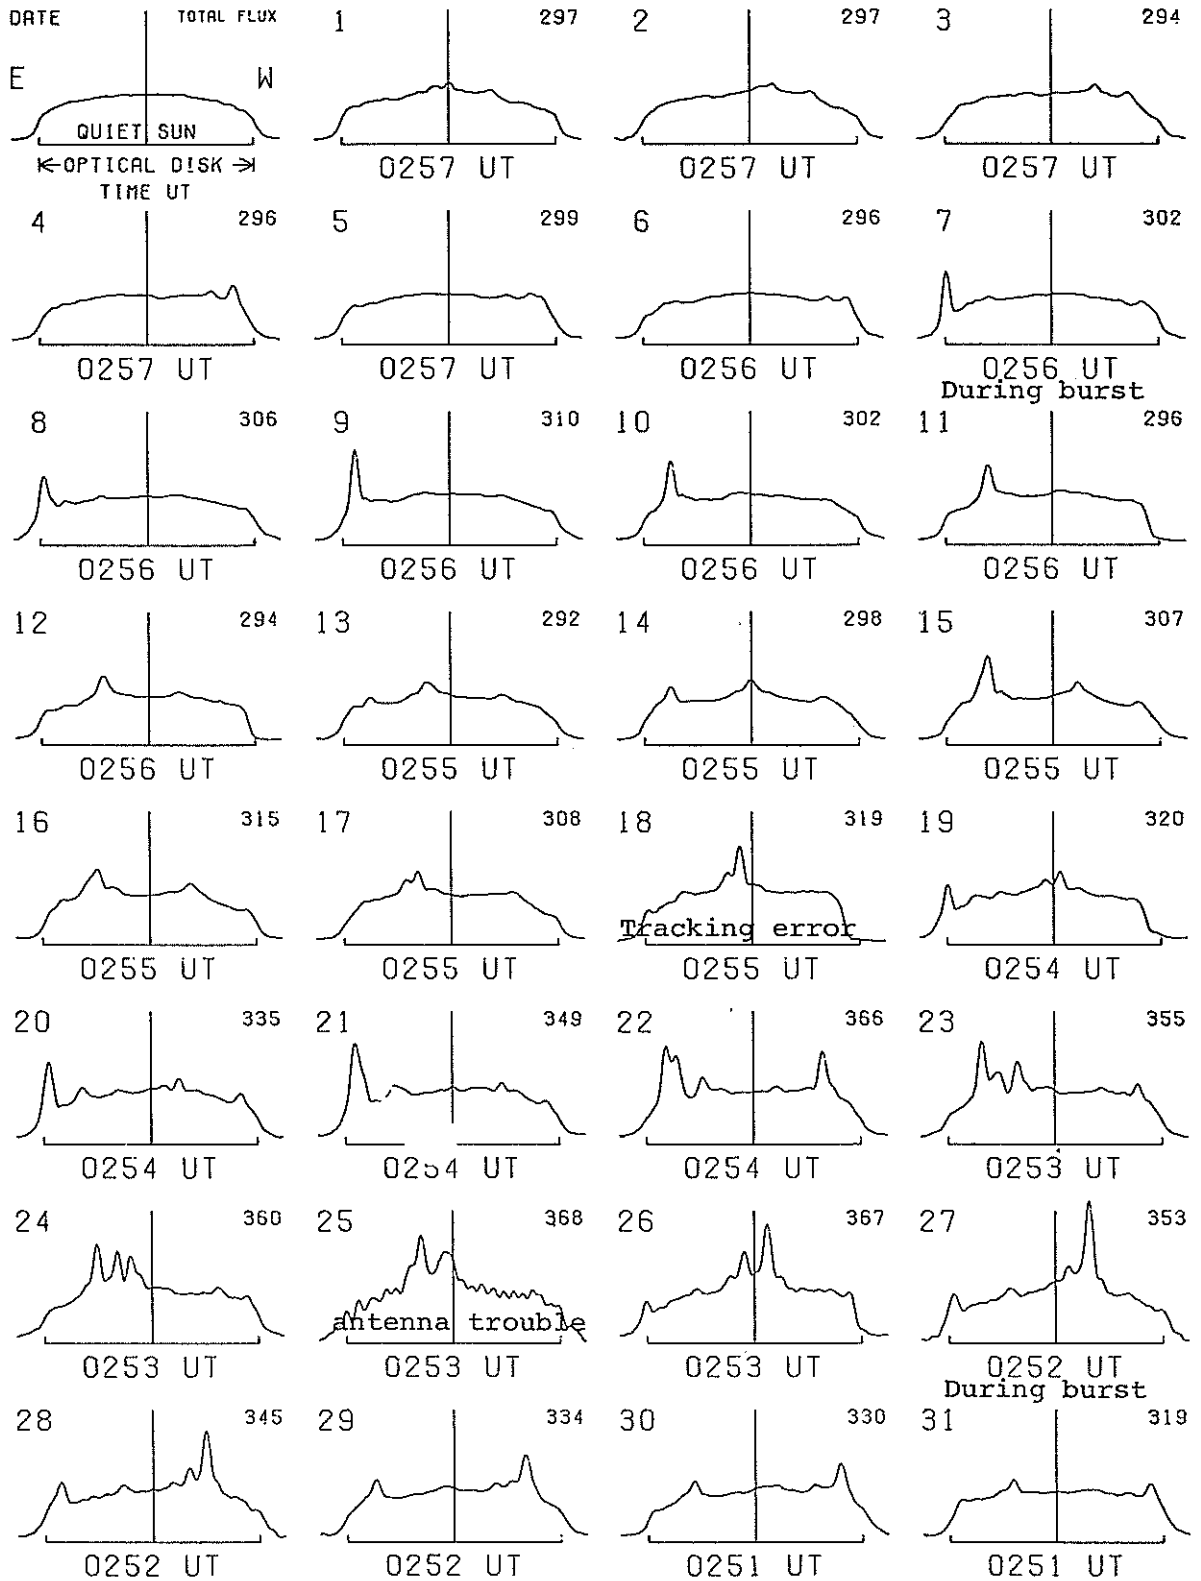 DATE TOTAL FLUX 1 297 2 297 3 294
E W
QUIET SUN
OPTICAL DISK 0257 UT 0257 UT 0257 UT
TIME UT
4 296 5 299 6 296 7 302
0257 UT 0257 UT 0256 UT 0256 UT
During burst
8 306 9 310 10 302 11 296
0256 UT 0256 UT 0256 UT 0256 UT
12 294 13 292 14 298 15 307
0256 UT 0255 UT 0255 UT 0255 UT
16 315 17 308 18 319 19 320
Tracking error
0255 UT 0255 UT 0255 UT 0254 UT
20 335 21 349 22 366 23 355
0254 UT 0254 UT 0254 UT 0253 UT
24 360 25 368 26 367 27 353
antenna trouble
0253 UT 0253 UT 0253 UT 0252 UT
During burst
28 345 29 334 30 330 31 319
0252 UT 0252 UT 0251 UT 0251 UT